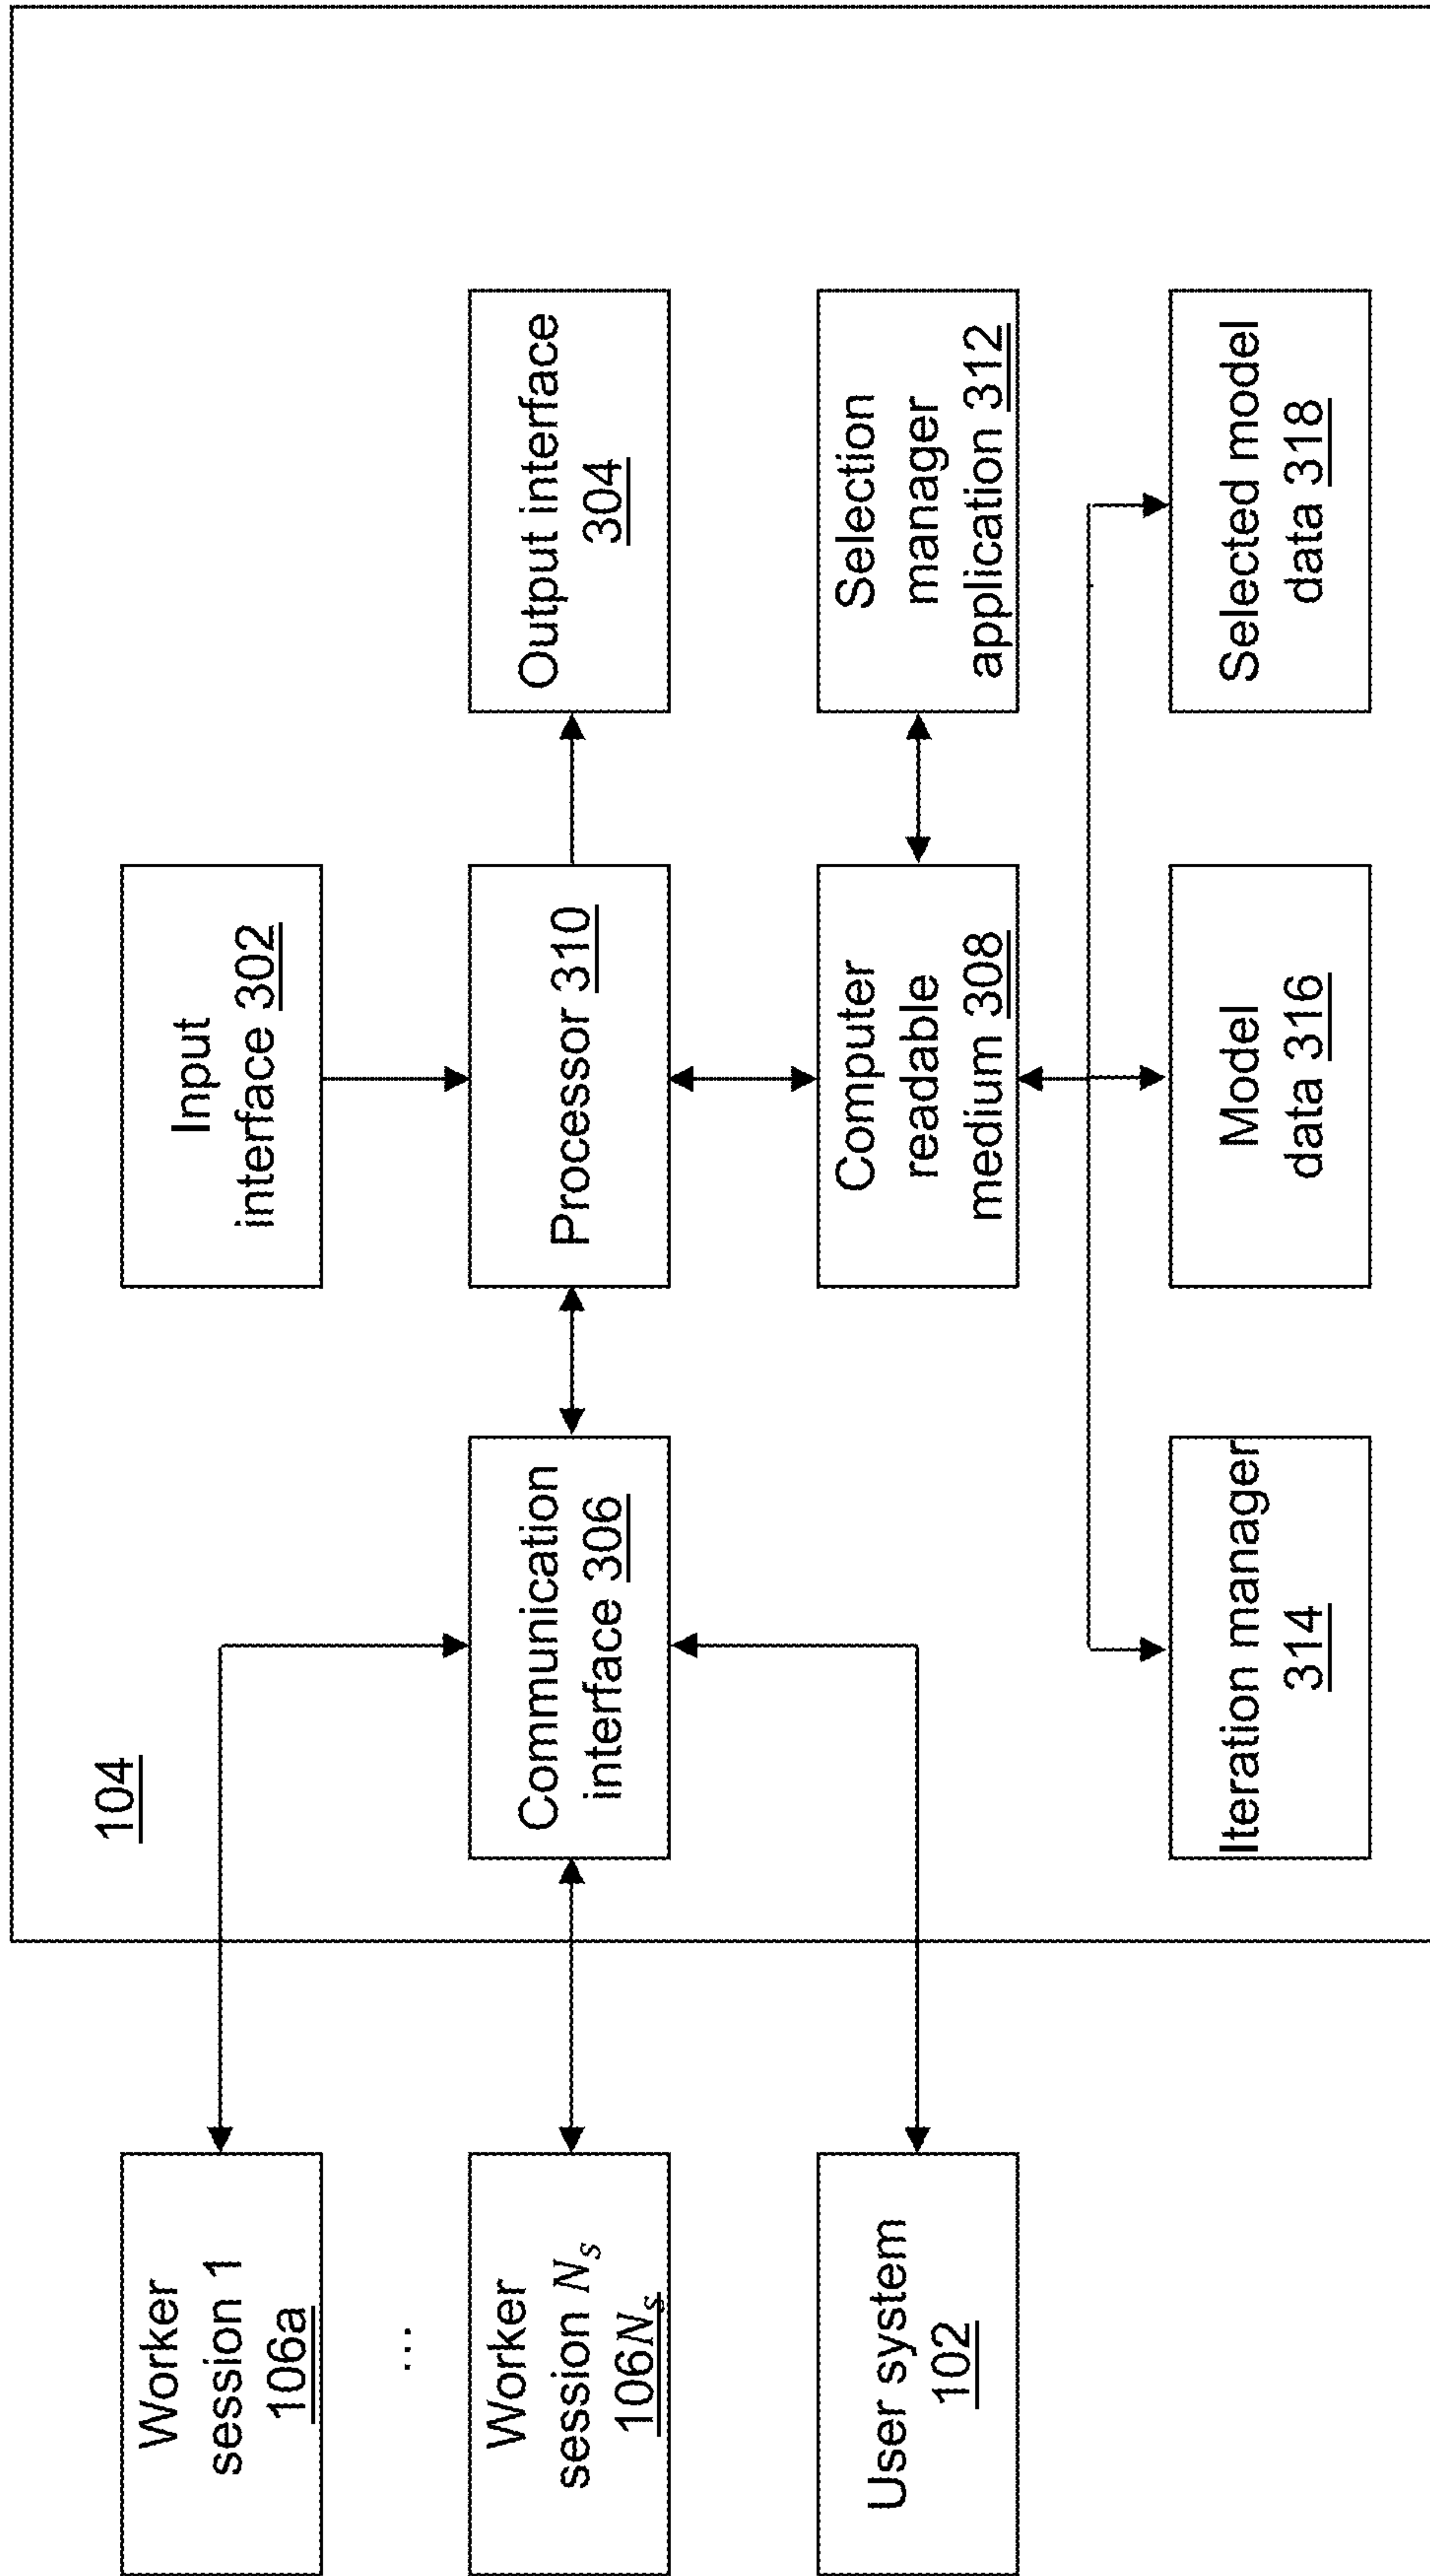 104
Input
interface 302
Worker
session 1
106a
...
Worker
session Nₛ
106Nₛ
Communication
interface 306
Processor 310
Output interface
304
User system
102
Computer
readable
medium 308
Selection
manager
application 312
Iteration manager
314
Model
data 316
Selected model
data 318